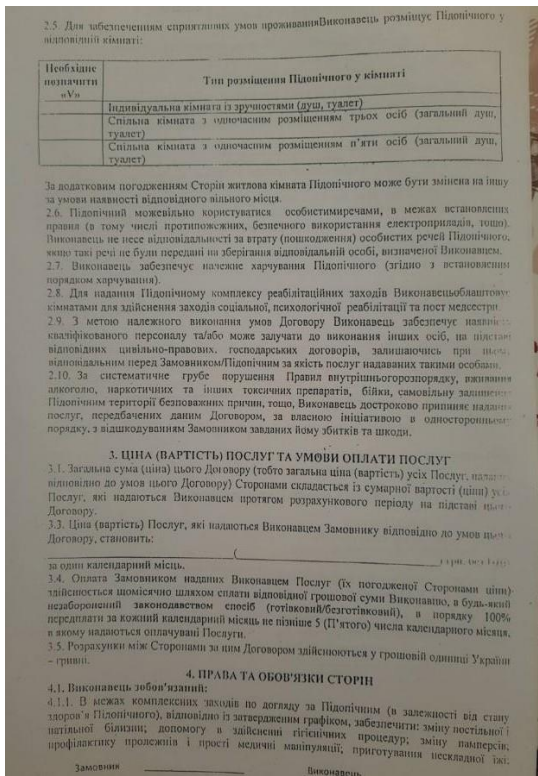 2.5. Для забезпеченням сприятливих умов проживанняВиконавець розміщує Підопічного у
відповідній кімнаті:
Необхідне
позначити
«V»
Тип розміщення Підопічного у кімнаті
Індивідуальна кімната із зручностями (душ, туалет)
Спільна кімната з одночасним розміщенням трьох осіб (загальний душ,
туалет)
Спільна кімната з одночасним розміщенням п’яти осіб (загальний душ,
туалет)
За додатковим погодженням Сторін житлова кімната Підопічного може бути змінена на іншу
за умови наявності відповідного вільного місця.
2.6. Підопічний можевільно користуватися особистимиречами, в межах встановлених
правил (в тому числі протипожежних, безпечного використання електроприладів, тощо).
Виконавець не несе відповідальності за втрату (пошкодження) особистих речей Підопічного,
якщо такі речі не були передані на зберігання відповідальній особі, визначеної Виконавцем.
2.7. Виконавець забезпечує належне харчування Підопічного (згідно з встановленим
порядком харчування).
2.8. Для надання Підопічному комплексу реабілітаційних заходів Виконавецьоблаштовує
кімнатами для здійснення заходів соціальної, психологічної реабілітації та пост медсестри.
2.9. З метою належного виконання умов Договору Виконавець забезпечує наявність
кваліфікованого персоналу та/або може залучати до виконання інших осіб, на підставі
відповідних цивільно-правових, господарських договорів, залишаючись при цьому
відповідальним перед Замовником/Підопічним за якість послуг надаваних такими особами.
2.10. За систематичне грубе порушення Правил внутрішньогорозпорядку, вживання
алкоголю, наркотичних та інших токсичних препаратів, бійки, самовільну залишення
Підопічним території безповажних причин, тощо, Виконавець достроково припиняє надання
послуг, передбачених даним Договором, за власною ініціативою в односторонньому
порядку, з відшкодуванням Замовником завданих йому збитків та шкоди.
3. ЦІНА (ВАРТІСТЬ) ПОСЛУГ ТА УМОВИ ОПЛАТИ ПОСЛУГ
3.1. Загальна сума (ціна) цього Договору (тобто загальна ціна (вартість) усіх Послуг,
відповідно до умов цього Договору) Сторонами складається із сумарної вартості (ціни) усіх
Послуг, які надаються Виконавцем протягом розрахункового періоду на підставі цього
Договору.
3.3. Ціна (вартість) Послуг, які надаються Виконавцем Замовнику відповідно до умов цього
Договору, становить:
( грн.
за один календарний місць.
3.4. Оплата Замовником наданих Виконавцем Послуг (їх погодженої Сторонами ціни)
здійснюється щомісячно шляхом сплати відповідної грошової суми Виконавцю, в будь-який
незаборонений законодавством спосіб (готівковий/безготівковий), в порядку 100%
передплати за кожний календарний місяць не пізніше 5 (П’ятого) числа календарного місяця,
в якому надаються оплачувані Послуги.
3.5. Розрахунки між Сторонами за цим Договором здійснюються у грошовій одиниці України
– гривні.
4. ПРАВА ТА ОБОВ'ЯЗКИ СТОРІН
4.1. Виконавець зобов'язаний:
4.1.1. В межах комплексних заходів по догляду за Підопічним (в залежності від стану
здоров’я Підопічного), відповідно із затвердженим графіком, забезпечити: зміну постільної і
натільної білизни; допомогу в здійсненні гігієнічних процедур; зміну памперсів;
профілактику пролежнів і прості медичні маніпуляції; приготування нескладної їжі;
Замовник
Виконавець